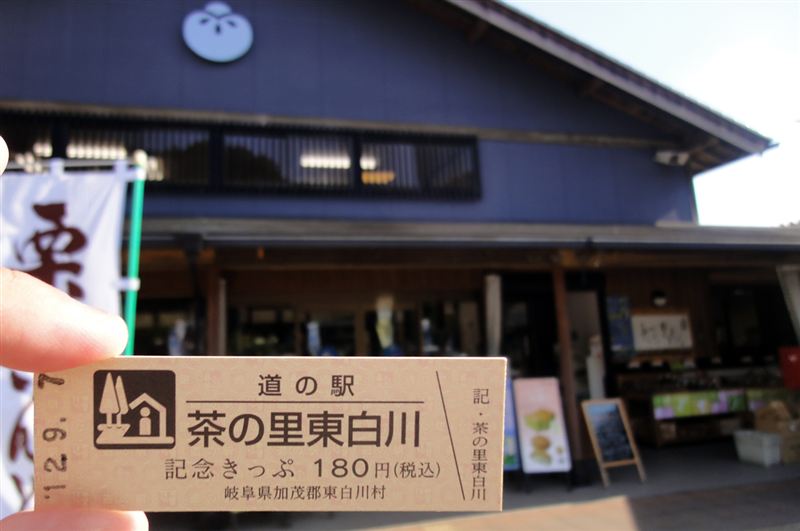 栗
'12.9.7
道の駅
茶の里東白川
記念きっぷ 180円(税込)
岐阜県加茂郡東白川村
記・茶の里東白川